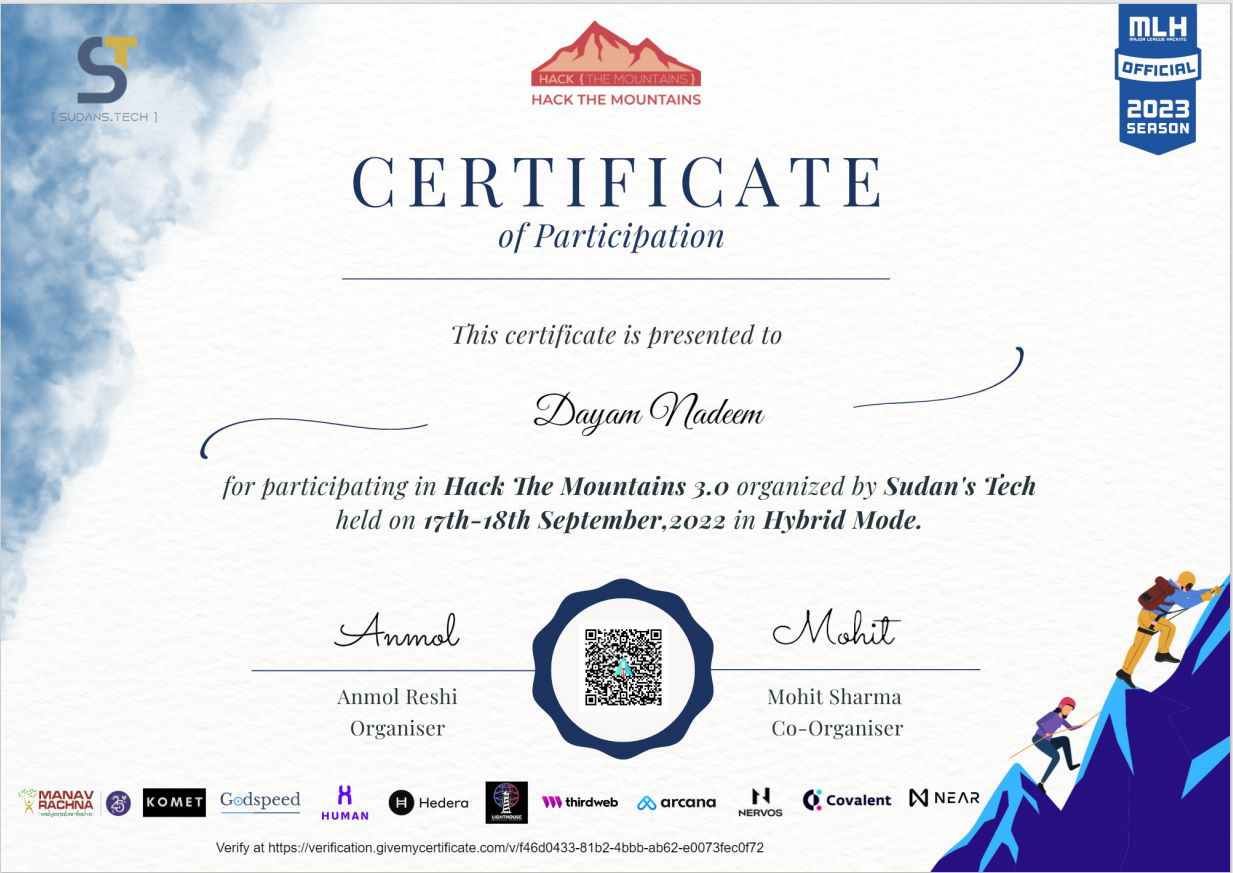 ST
[ SUDANS.TECH ]
HACK { THE MOUNTAINS }
HACK THE MOUNTAINS
MLH
MAJOR LEAGUE HACKING
OFFICIAL
2023
SEASON
CERTIFICATE
of Participation
This certificate is presented to
Dayam Nadeem
for participating in Hack The Mountains 3.0 organized by Sudan's Tech
held on 17th-18th September,2022 in Hybrid Mode.
Anmol
Mohit
Anmol Reshi
Organiser
Mohit Sharma
Co-Organiser
MANAV
RACHNA
vidyanatariksha
25
KOMET
Godspeed
HUMAN
Hedera
LIGHTHOUSE
thirdweb
arcana
NERVOS
Covalent
NEAR
Verify at https://verification.givemycertificate.com/v/f46d0433-81b2-4bbb-ab62-e0073fec0f72